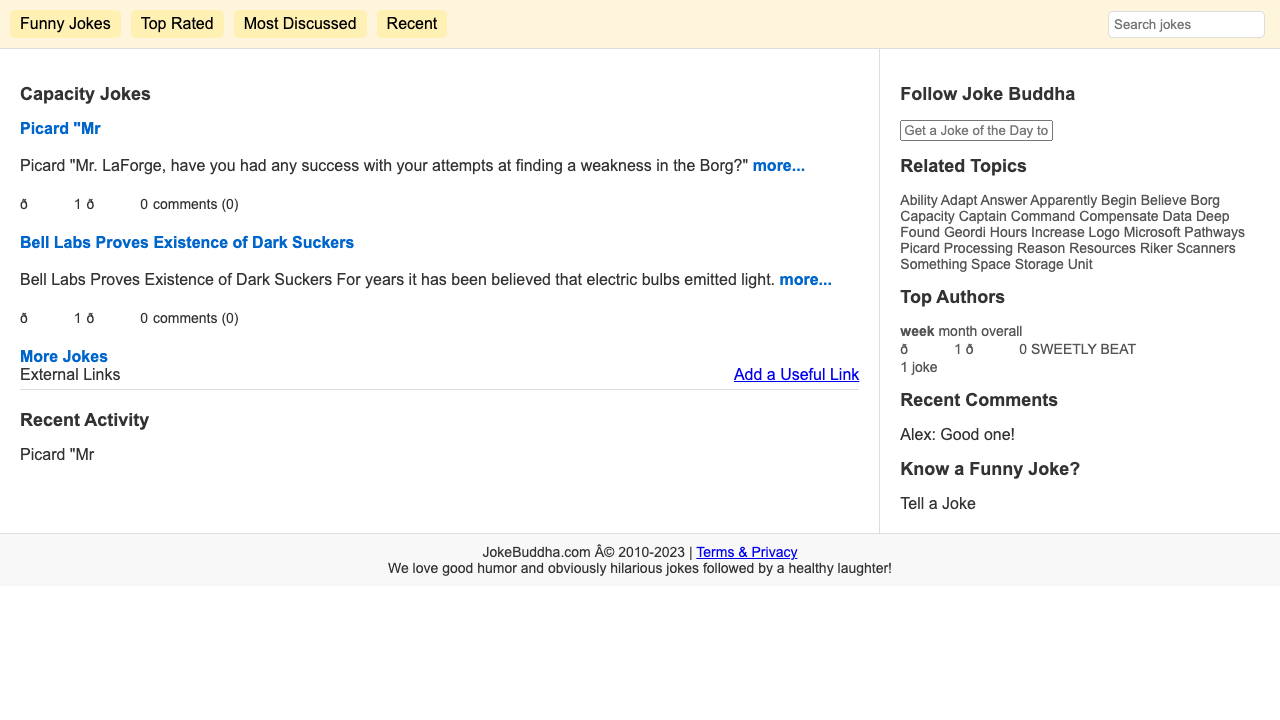 Funny Jokes Top Rated Most Discussed Recent Search jokes
Capacity Jokes
Picard "Mr
Picard "Mr. LaForge, have you had any success with your attempts at finding a weakness in the Borg?" more...
ð 1 ð 0 comments (0)
Bell Labs Proves Existence of Dark Suckers
Bell Labs Proves Existence of Dark Suckers For years it has been believed that electric bulbs emitted light. more...
ð 1 ð 0 comments (0)
More Jokes
External Links Add a Useful Link
Recent Activity
Picard "Mr
Follow Joke Buddha
Get a Joke of the Day to
Related Topics
Ability Adapt Answer Apparently Begin Believe Borg
Capacity Captain Command Compensate Data Deep
Found Geordi Hours Increase Logo Microsoft Pathways
Picard Processing Reason Resources Riker Scanners
Something Space Storage Unit
Top Authors
week month overall
ð 1 ð 0 SWEETLY BEAT
1 joke
Recent Comments
Alex: Good one!
Know a Funny Joke?
Tell a Joke
JokeBuddha.com Â© 2010-2023 | Terms & Privacy
We love good humor and obviously hilarious jokes followed by a healthy laughter!